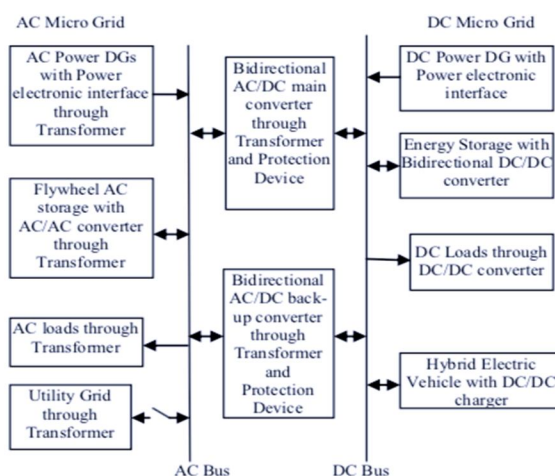 AC Micro Grid
DC Micro Grid
AC Power DGs
with Power
electronic interface
through
Transformer
Bidirectional
AC/DC main
converter
through
Transformer
and Protection
Device
DC Power DG with
Power electronic
interface
Energy Storage with
Bidirectional DC/DC
converter
Flywheel AC
storage with
AC/AC converter
through
Transformer
DC Loads through
DC/DC converter
Bidirectional
AC/DC back-
up converter
through
Transformer
and
Protection
Device
AC loads through
Transformer
Hybrid Electric
Vehicle with DC/DC
charger
Utility Grid
through
Transformer
AC Bus
DC Bus